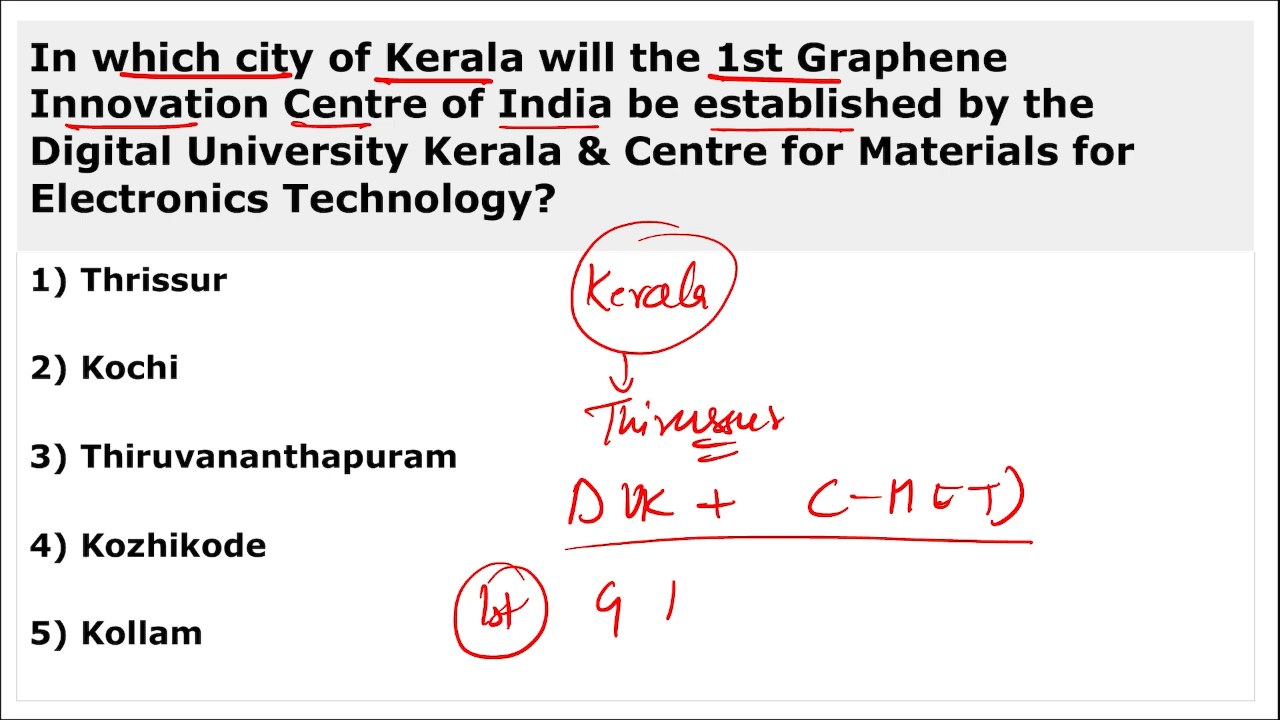 In which city of Kerala will the 1st Graphene
Innovation Centre of India be established by the
Digital University Kerala & Centre for Materials for
Electronics Technology?
1) Thrissur
Kerala
2) Kochi
Thirussur
3) Thiruvananthapuram
DUK + C-MET)
4) Kozhikode
1st G I
5) Kollam